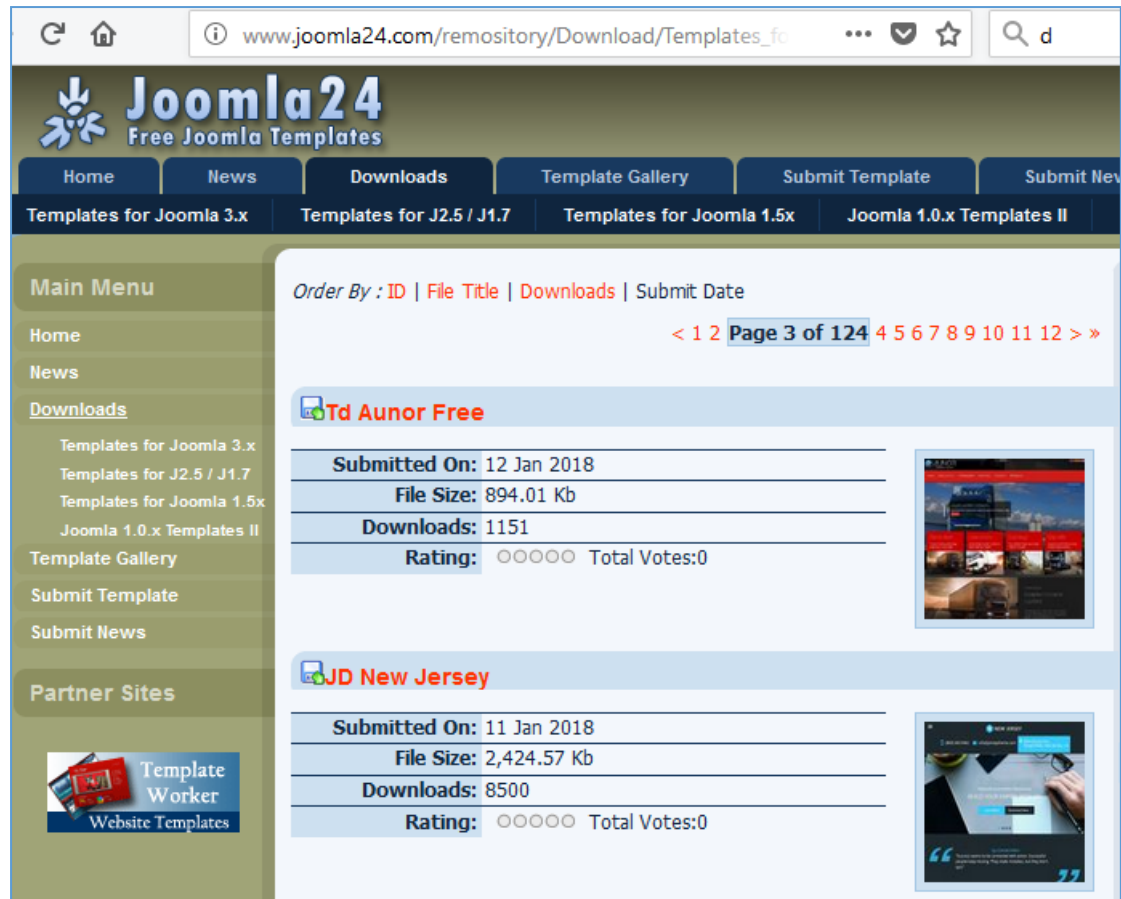 www.joomla24.com/remository/Download/Templates_fo
d
Joomla24
Free Joomla Templates
Home News Downloads Template Gallery Submit Template Submit Nev
Templates for Joomla 3.x Templates for J2.5 / J1.7 Templates for Joomla 1.5x Joomla 1.0.x Templates II
Main Menu
Home
News
Downloads
Templates for Joomla 3.x
Templates for J2.5 / J1.7
Templates for Joomla 1.5x
Joomla 1.0.x Templates II
Template Gallery
Submit Template
Submit News
Partner Sites
Template
Worker
Website Templates
Order By : ID | File Title | Downloads | Submit Date
< 1 2 Page 3 of 124 4 5 6 7 8 9 10 11 12 > »
Td Aunor Free
Submitted On: 12 Jan 2018
File Size: 894.01 Kb
Downloads: 1151
Rating: Total Votes:0
JD New Jersey
Submitted On: 11 Jan 2018
File Size: 2,424.57 Kb
Downloads: 8500
Rating: Total Votes:0
NEW JERSEY